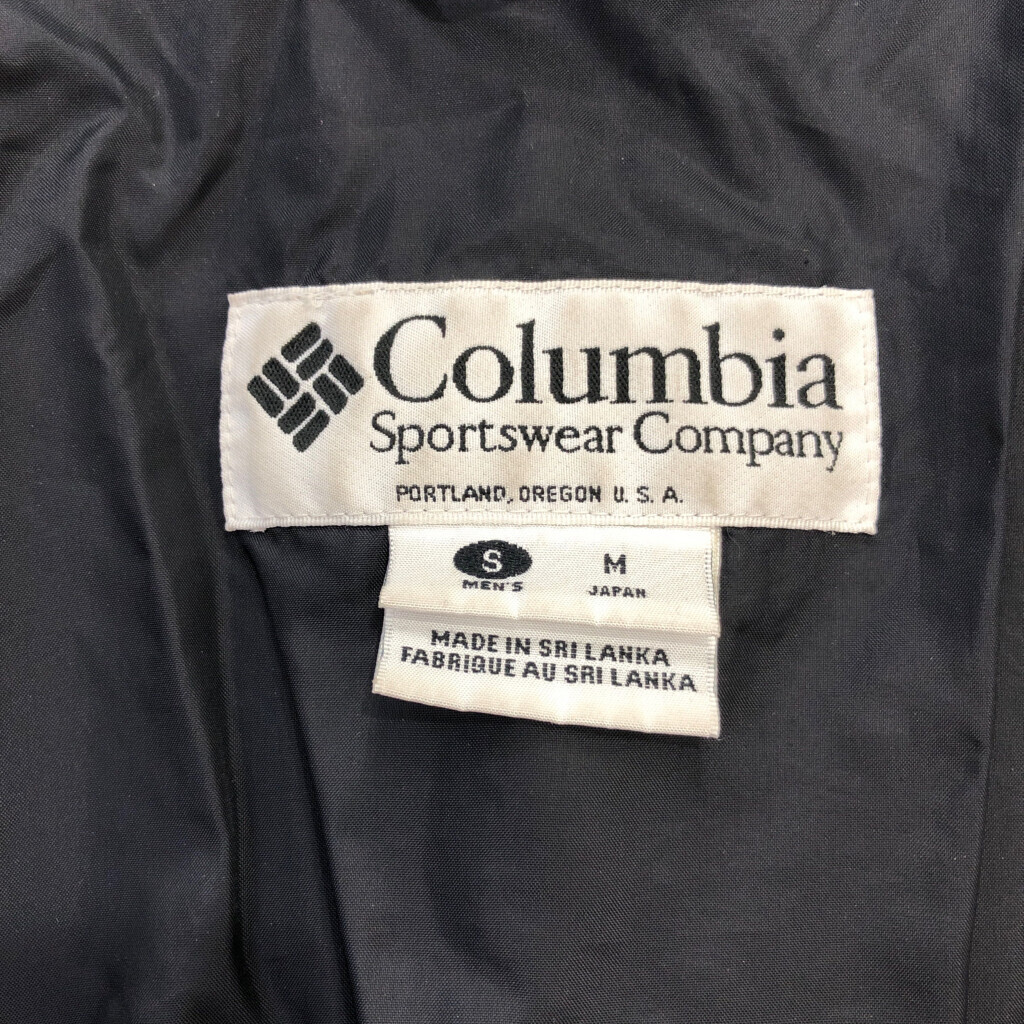 Columbia
Sportswear Company
PORTLAND, OREGON U. S. A.
S M
MEN'S JAPAN
MADE IN SRI LANKA
FABRIQUE AU SRI LANKA